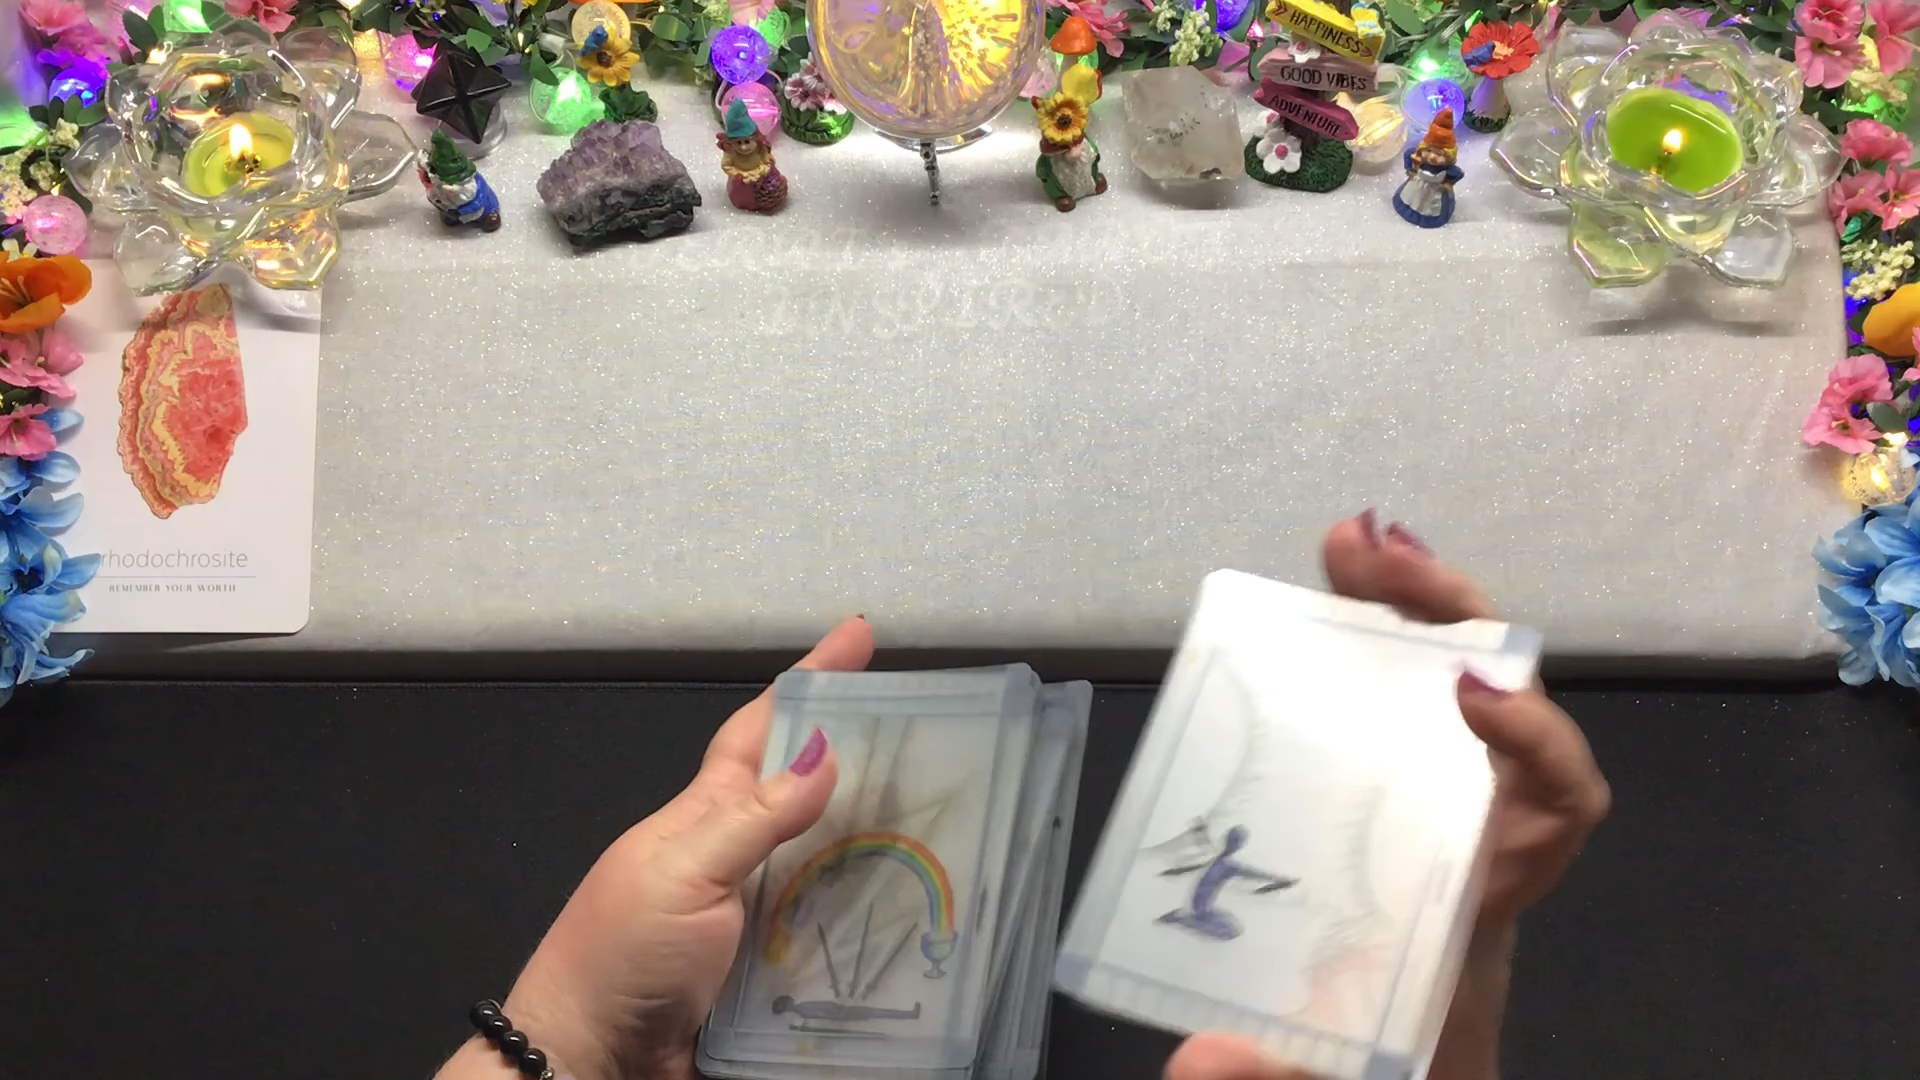 HAPPINESS
GOOD VIBES
ADVENTURE
rhodochrosite
REMEMBER YOUR WORTH